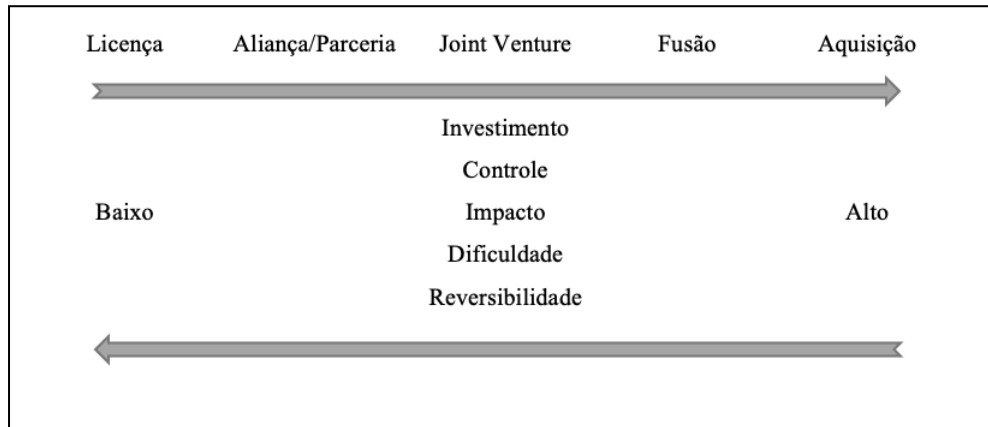 Licença Aliança/Parceria Joint Venture Fusão Aquisição
Investimento
Controle
Baixo Impacto Alto
Dificuldade
Reversibilidade